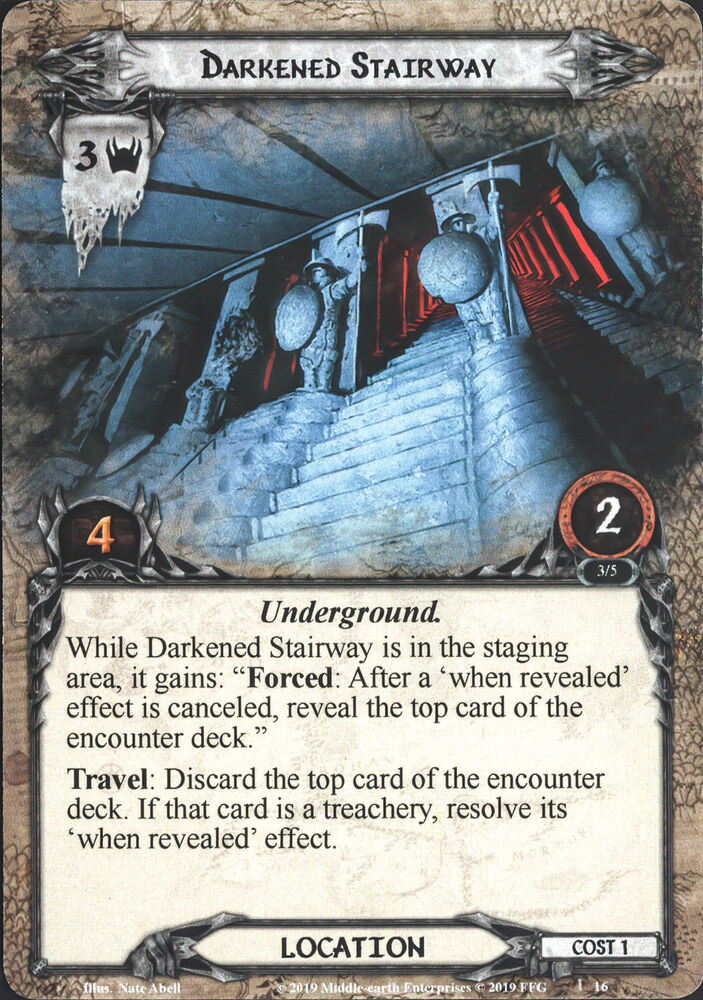 DARKENED STAIRWAY
3
4
2
3/5
Underground.
While Darkened Stairway is in the staging
area, it gains: “Forced: After a ‘when revealed’
effect is canceled, reveal the top card of the
encounter deck.”
Travel: Discard the top card of the encounter
deck. If that card is a treachery, resolve its
‘when revealed’ effect.
LOCATION
COST 1
Illus. Nate Abell
© 2019 Middle-earth Enterprises © 2019 FFG
16